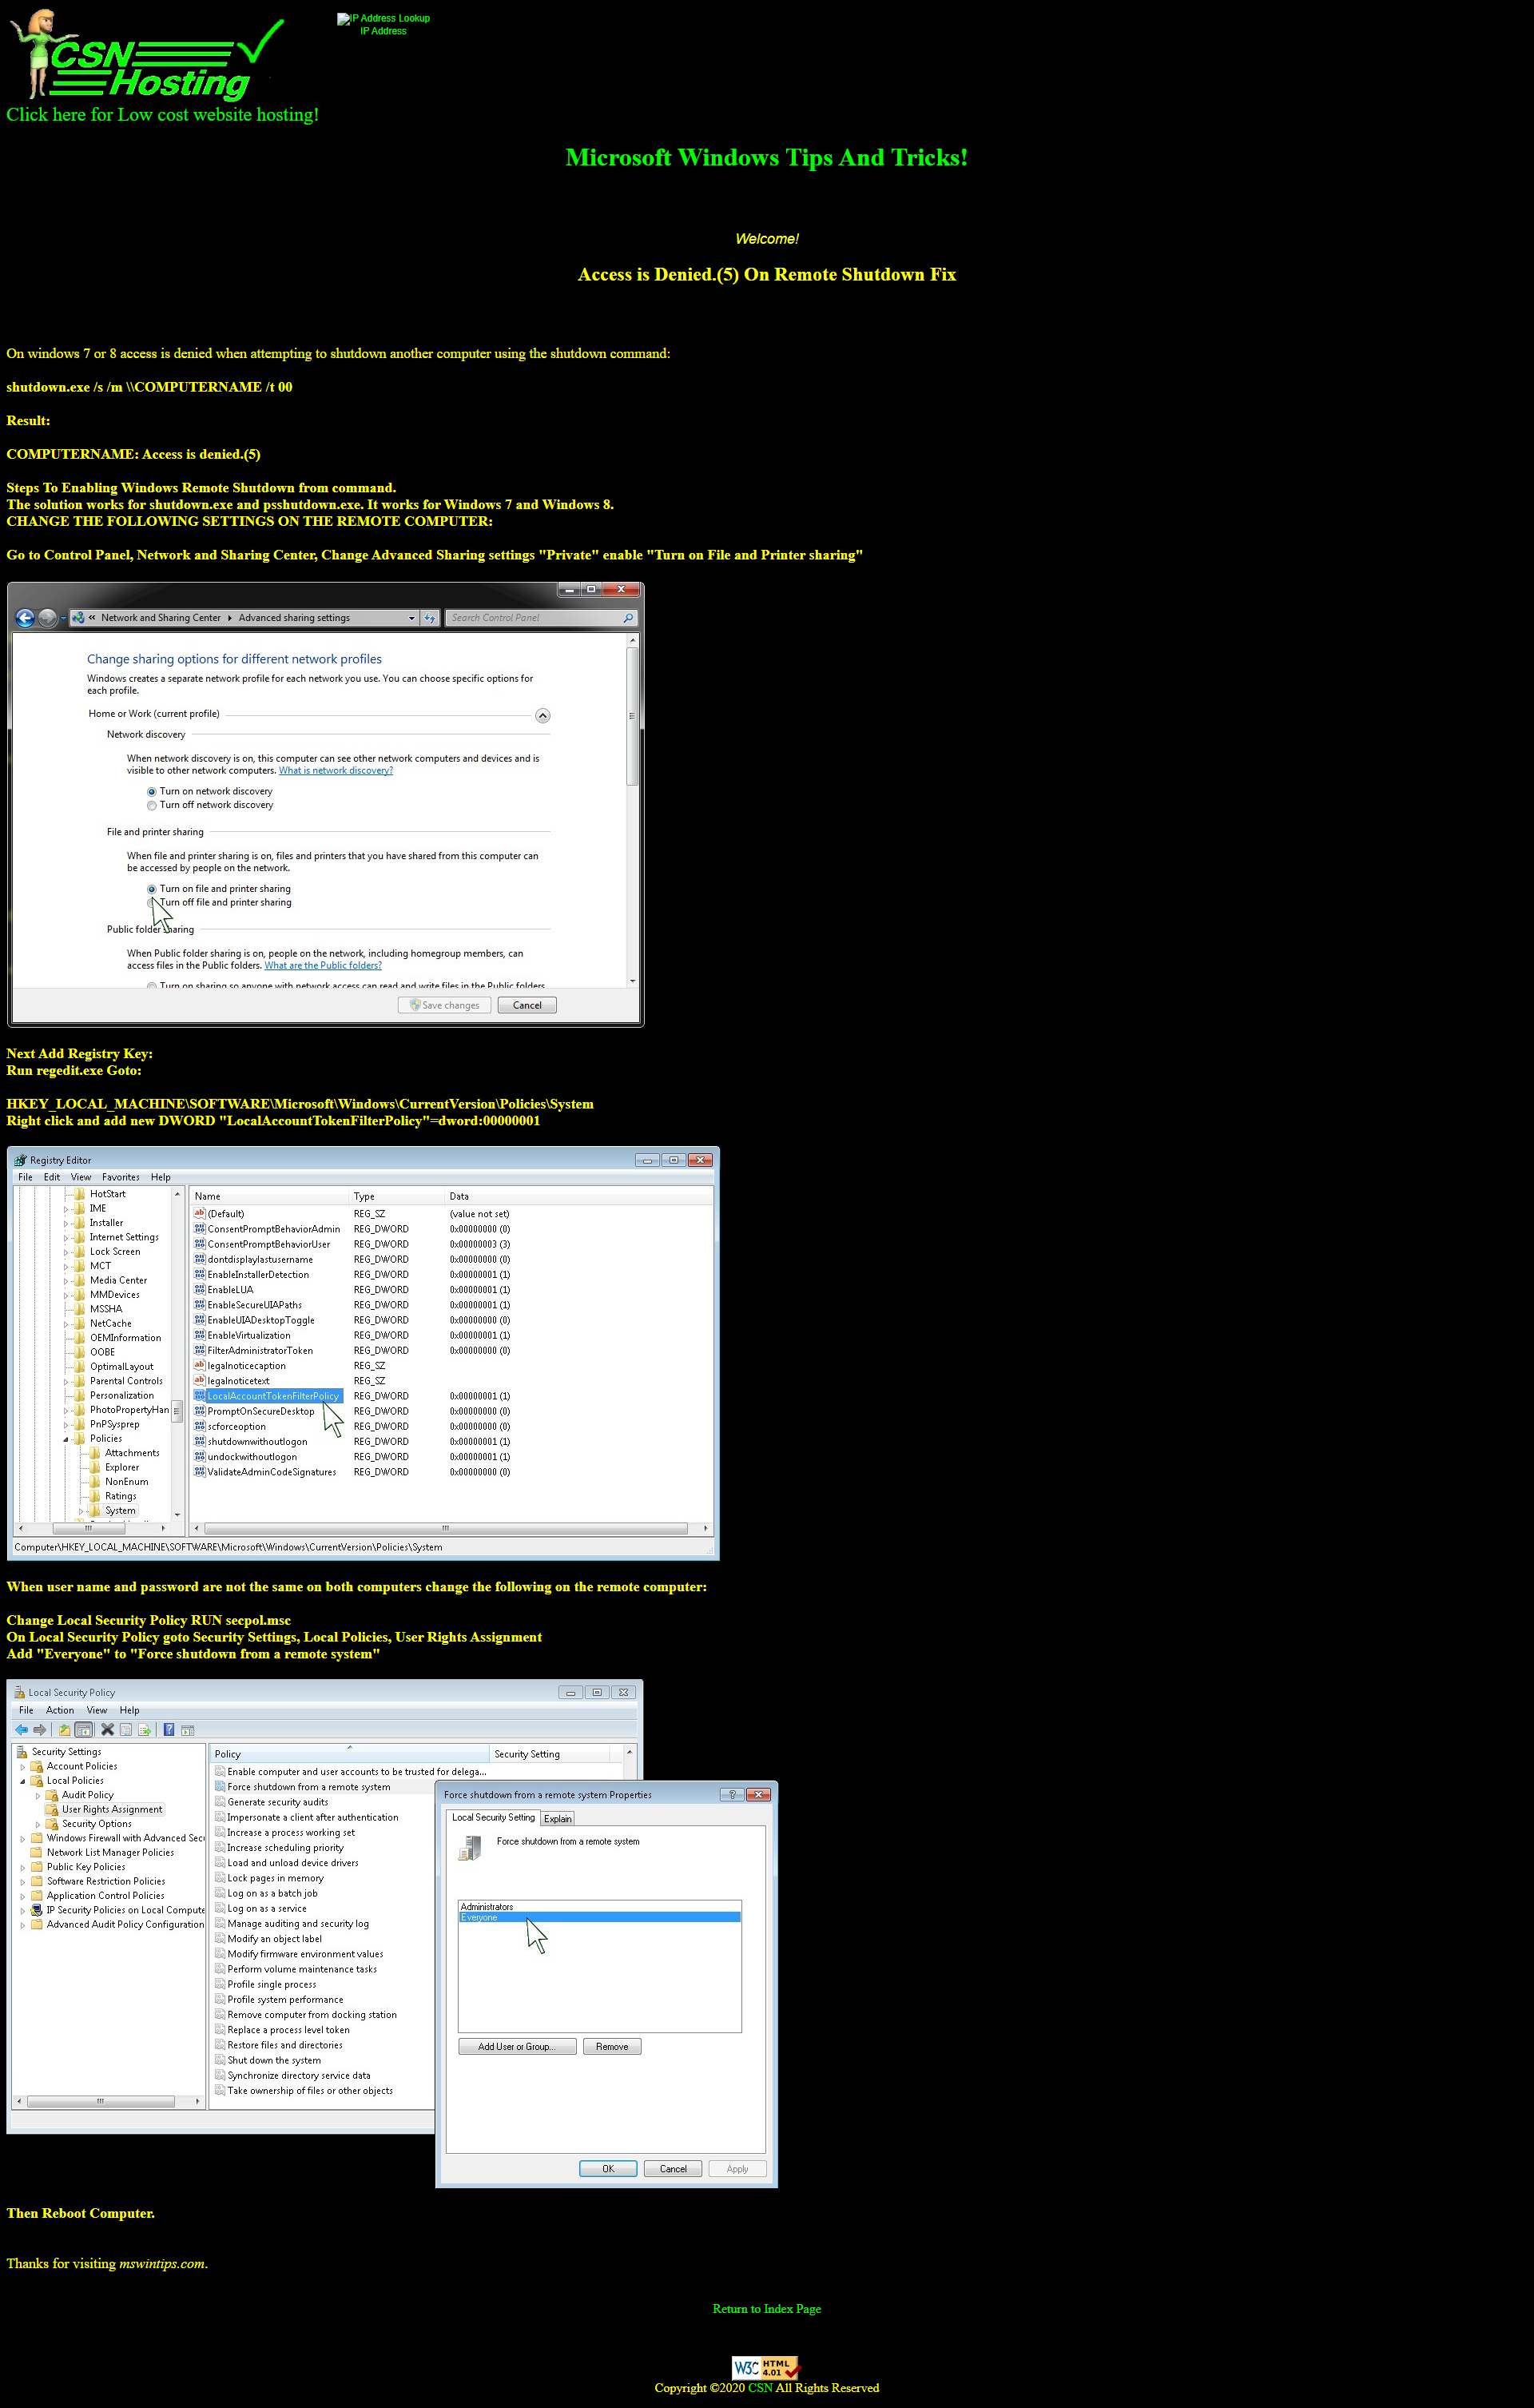 CSN
Hosting
IP Address Lookup
IP Address
Click here for Low cost website hosting!
Microsoft Windows Tips And Tricks!
Welcome!
Access is Denied.(5) On Remote Shutdown Fix
On windows 7 or 8 access is denied when attempting to shutdown another computer using the shutdown command:
shutdown.exe /s /m \\COMPUTERNAME /t 00
Result:
COMPUTERNAME: Access is denied.(5)
Steps To Enabling Windows Remote Shutdown from command.
The solution works for shutdown.exe and psshutdown.exe. It works for Windows 7 and Windows 8.
CHANGE THE FOLLOWING SETTINGS ON THE REMOTE COMPUTER:
Go to Control Panel, Network and Sharing Center, Change Advanced Sharing settings "Private" enable "Turn on File and Printer sharing"
« Network and Sharing Center Advanced sharing settings Search Control Panel
Change sharing options for different network profiles
Windows creates a separate network profile for each network you use. You can choose specific options for
each profile.
Home or Work (current profile)
Network discovery
When network discovery is on, this computer can see other network computers and devices and is
visible to other network computers. What is network discovery?
Turn on network discovery
Turn off network discovery
File and printer sharing
When file and printer sharing is on, files and printers that you have shared from this computer can
be accessed by people on the network.
Turn on file and printer sharing
Turn off file and printer sharing
Public folder sharing
When Public folder sharing is on, people on the network, including homegroup members, can
access files in the Public folders. What are the Public folders?
Turn on sharing so anyone with network access can read and write files in the Public folders
Save changes Cancel
Next Add Registry Key:
Run regedit.exe Goto:
HKEY_LOCAL_MACHINE\SOFTWARE\Microsoft\Windows\CurrentVersion\Policies\System
Right click and add new DWORD "LocalAccountTokenFilterPolicy"=dword:00000001
Registry Editor
File Edit View Favorites Help
HotStart
IME
Installer
Internet Settings
Lock Screen
MCT
Media Center
MMDevices
MSSHA
NetCache
OEMInformation
OOBE
OptimalLayout
Parental Controls
Personalization
PhotoPropertyHan
PnPSysprep
Policies
Attachments
Explorer
NonEnum
Ratings
System
Name Type Data
(Default) REG_SZ (value not set)
ConsentPromptBehaviorAdmin REG_DWORD 0x00000000 (0)
ConsentPromptBehaviorUser REG_DWORD 0x00000003 (3)
dontdisplaylastusername REG_DWORD 0x00000000 (0)
EnableInstallerDetection REG_DWORD 0x00000001 (1)
EnableLUA REG_DWORD 0x00000001 (1)
EnableSecureUIAPaths REG_DWORD 0x00000001 (1)
EnableUIADesktopToggle REG_DWORD 0x00000000 (0)
EnableVirtualization REG_DWORD 0x00000001 (1)
FilterAdministratorToken REG_DWORD 0x00000000 (0)
legalnoticecaption REG_SZ
legalnoticetext REG_SZ
LocalAccountTokenFilterPolicy REG_DWORD 0x00000001 (1)
PromptOnSecureDesktop REG_DWORD 0x00000000 (0)
scforceoption REG_DWORD 0x00000000 (0)
shutdownwithoutlogon REG_DWORD 0x00000001 (1)
undockwithoutlogon REG_DWORD 0x00000001 (1)
ValidateAdminCodeSignatures REG_DWORD 0x00000000 (0)
Computer\HKEY_LOCAL_MACHINE\SOFTWARE\Microsoft\Windows\CurrentVersion\Policies\System
When user name and password are not the same on both computers change the following on the remote computer:
Change Local Security Policy RUN secpol.msc
On Local Security Policy goto Security Settings, Local Policies, User Rights Assignment
Add "Everyone" to "Force shutdown from a remote system"
Local Security Policy
File Action View Help
Security Settings
Account Policies
Local Policies
Audit Policy
User Rights Assignment
Security Options
Windows Firewall with Advanced Secu
Network List Manager Policies
Public Key Policies
Software Restriction Policies
Application Control Policies
IP Security Policies on Local Compute
Advanced Audit Policy Configuration
Policy Security Setting
Enable computer and user accounts to be trusted for delega...
Force shutdown from a remote system
Generate security audits
Impersonate a client after authentication
Increase a process working set
Increase scheduling priority
Load and unload device drivers
Lock pages in memory
Log on as a batch job
Log on as a service
Manage auditing and security log
Modify an object label
Modify firmware environment values
Perform volume maintenance tasks
Profile single process
Profile system performance
Remove computer from docking station
Replace a process level token
Restore files and directories
Shut down the system
Synchronize directory service data
Take ownership of files or other objects
Force shutdown from a remote system Properties
Local Security Setting Explain
Force shutdown from a remote system
Administrators
Everyone
Add User or Group... Remove
OK Cancel Apply
Then Reboot Computer.
Thanks for visiting mswintips.com.
Return to Index Page
W3C HTML 4.01
Copyright ©2020 CSN All Rights Reserved